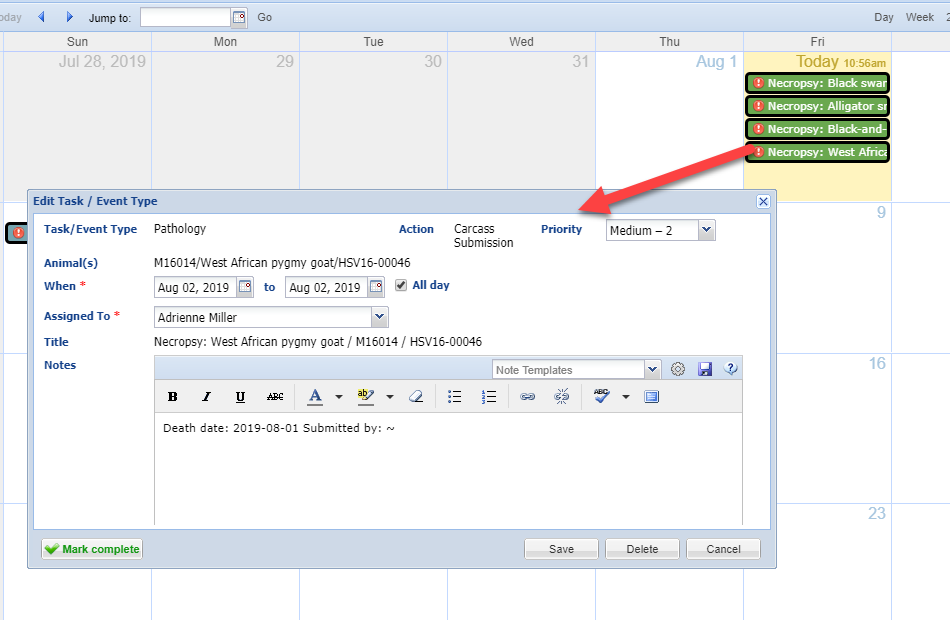 oday Jump to: Go Day Week 2
Sun Mon Tue Wed Thu Fri
Jul 28, 2019 29 30 31 Aug 1 Today 10:56am
Necropsy: Black swar
Necropsy: Alligator sr
Necropsy: Black-and-
Necropsy: West Africa
Edit Task / Event Type
9
Task/Event Type Pathology Action Carcass Submission Priority Medium – 2
Animal(s) M16014/West African pygmy goat/HSV16-00046
When * Aug 02, 2019 to Aug 02, 2019 All day
Assigned To * Adrienne Miller
Title Necropsy: West African pygmy goat / M16014 / HSV16-00046
16
Notes Note Templates ?
B I U ABC A ab ABC
Death date: 2019-08-01 Submitted by: ~
23
Mark complete Save Delete Cancel